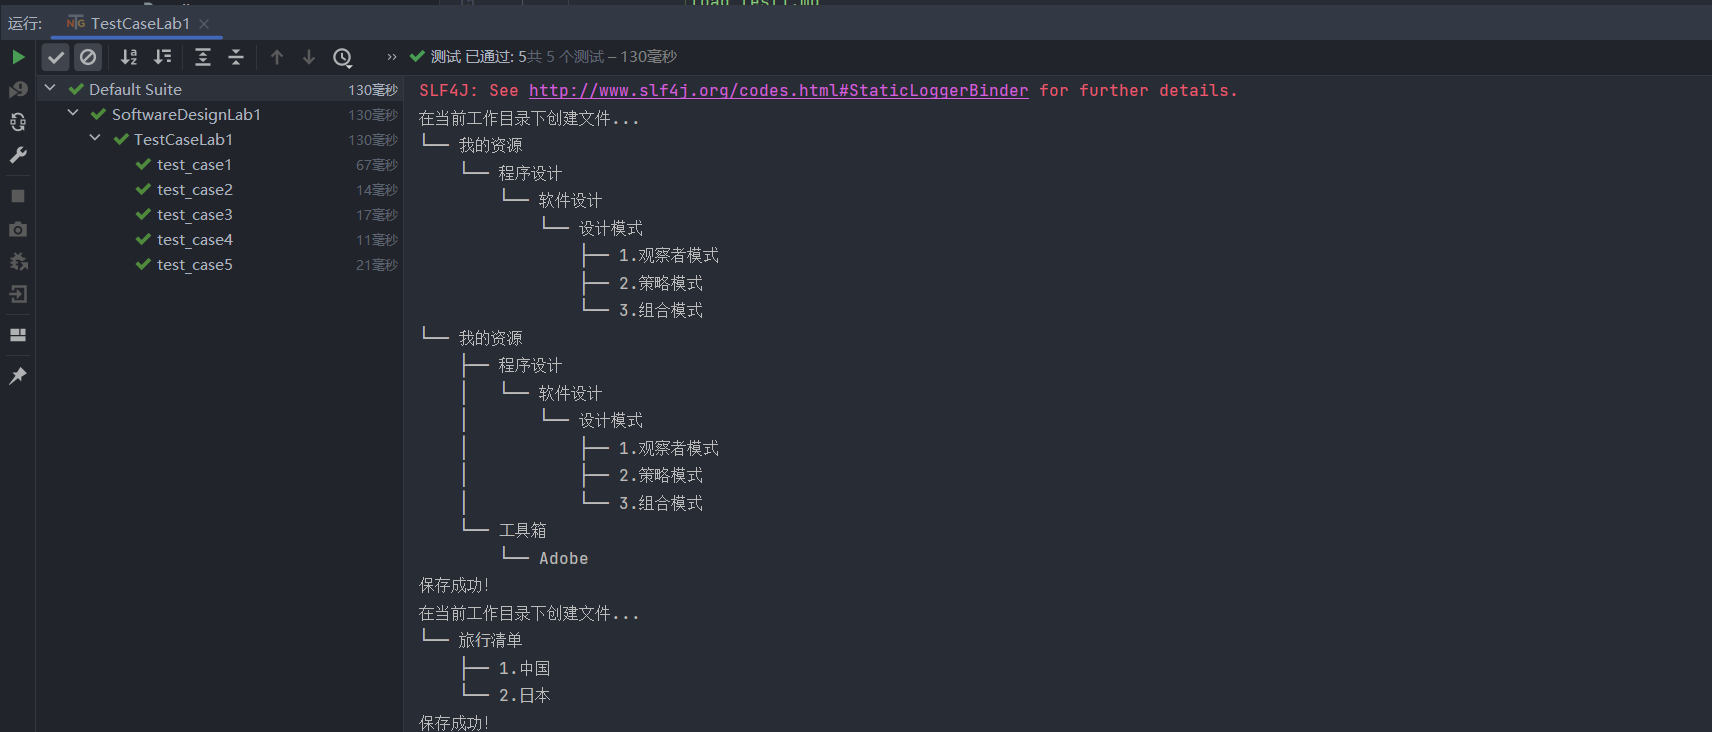 运行: TestCaseLab1
测试 已通过: 5共 5 个测试 – 130毫秒
Default Suite 130毫秒
SoftwareDesignLab1 130毫秒
TestCaseLab1 130毫秒
test_case1 67毫秒
test_case2 14毫秒
test_case3 17毫秒
test_case4 11毫秒
test_case5 21毫秒
SLF4J: See http://www.slf4j.org/codes.html#StaticLoggerBinder for further details.
在当前工作目录下创建文件...
└── 我的资源
    └── 程序设计
        └── 软件设计
            └── 设计模式
                ├── 1.观察者模式
                ├── 2.策略模式
                └── 3.组合模式
└── 我的资源
    ├── 程序设计
    │   └── 软件设计
    │       └── 设计模式
    │           ├── 1.观察者模式
    │           ├── 2.策略模式
    │           └── 3.组合模式
    └── 工具箱
        └── Adobe
保存成功!
在当前工作目录下创建文件...
└── 旅行清单
    ├── 1.中国
    └── 2.日本
保存成功!